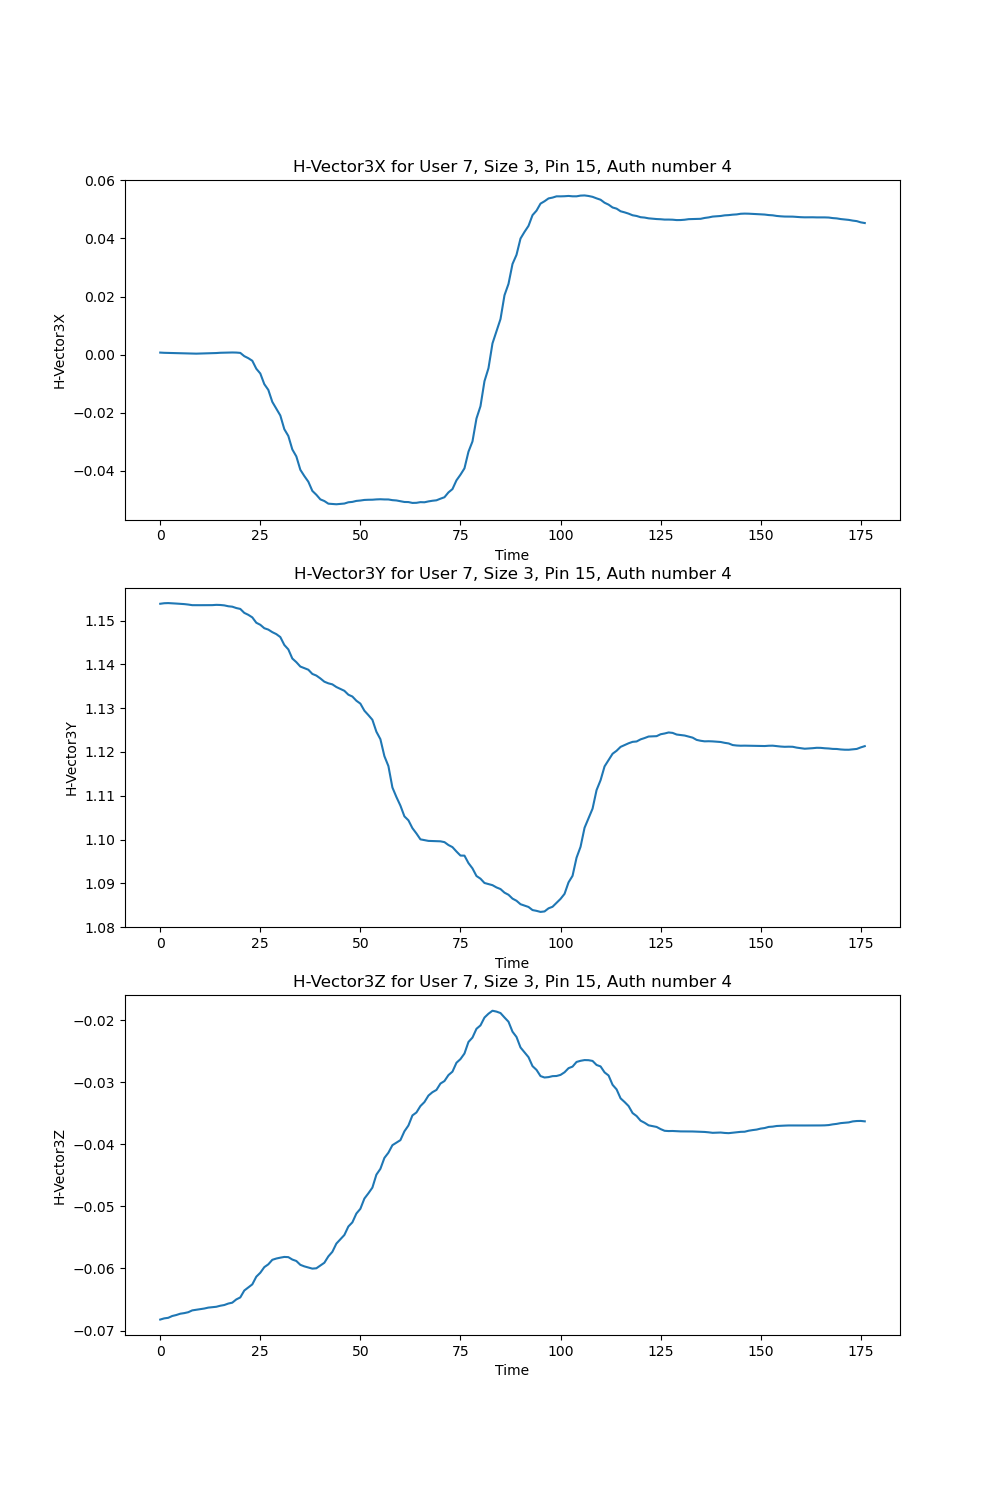 H-Vector3X for User 7, Size 3, Pin 15, Auth number 4
0.06
0.04
0.02
0.00
−0.02
−0.04
H-Vector3X
0 25 50 75 100 125 150 175
Time
H-Vector3Y for User 7, Size 3, Pin 15, Auth number 4
1.15
1.14
1.13
1.12
1.11
1.10
1.09
1.08
H-Vector3Y
0 25 50 75 100 125 150 175
Time
H-Vector3Z for User 7, Size 3, Pin 15, Auth number 4
−0.02
−0.03
−0.04
−0.05
−0.06
−0.07
H-Vector3Z
0 25 50 75 100 125 150 175
Time